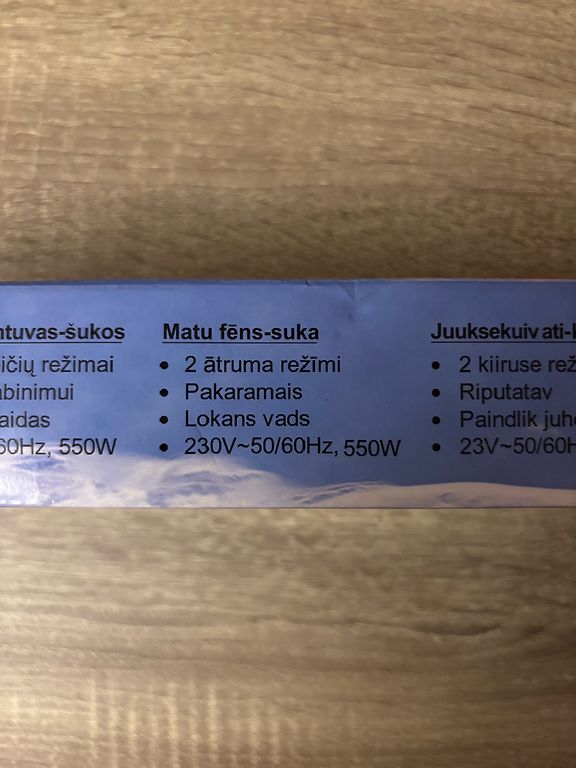 ntuvas-šukos
ičių režimai
abinimui
aidas
60Hz, 550W
Matu fēns-suka
• 2 ātruma režīmi
• Pakaramais
• Lokans vads
• 230V~50/60Hz, 550W
Juuksekuivati-
• 2 kiiruse rež
• Riputatav
• Paindlik juh
• 23V~50/60H